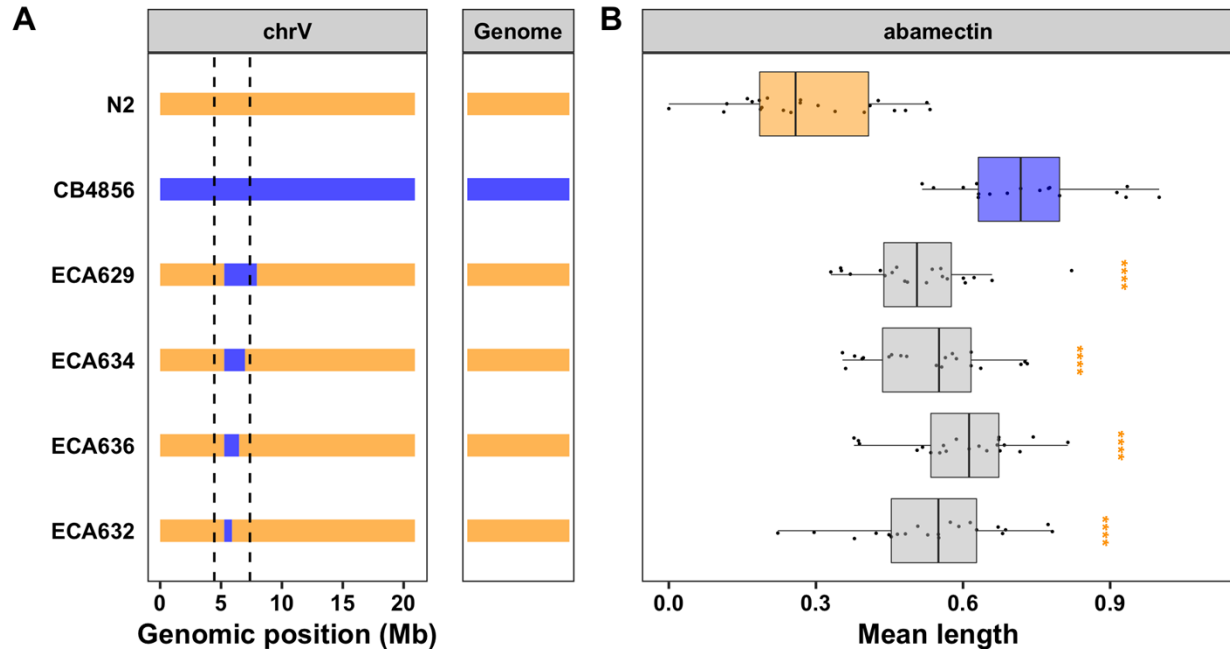 A
chrV
Genome
N2
CB4856
ECA629
ECA634
ECA636
ECA632
0 5 10 15 20
Genomic position (Mb)
B
abamectin
****
****
****
****
0.0 0.3 0.6 0.9
Mean length